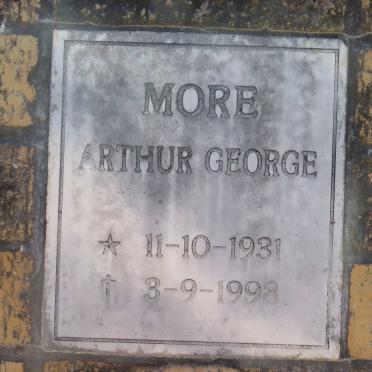 MORE
ARTHUR GEORGE
☆ 11-10-1931
† 3-9-1998